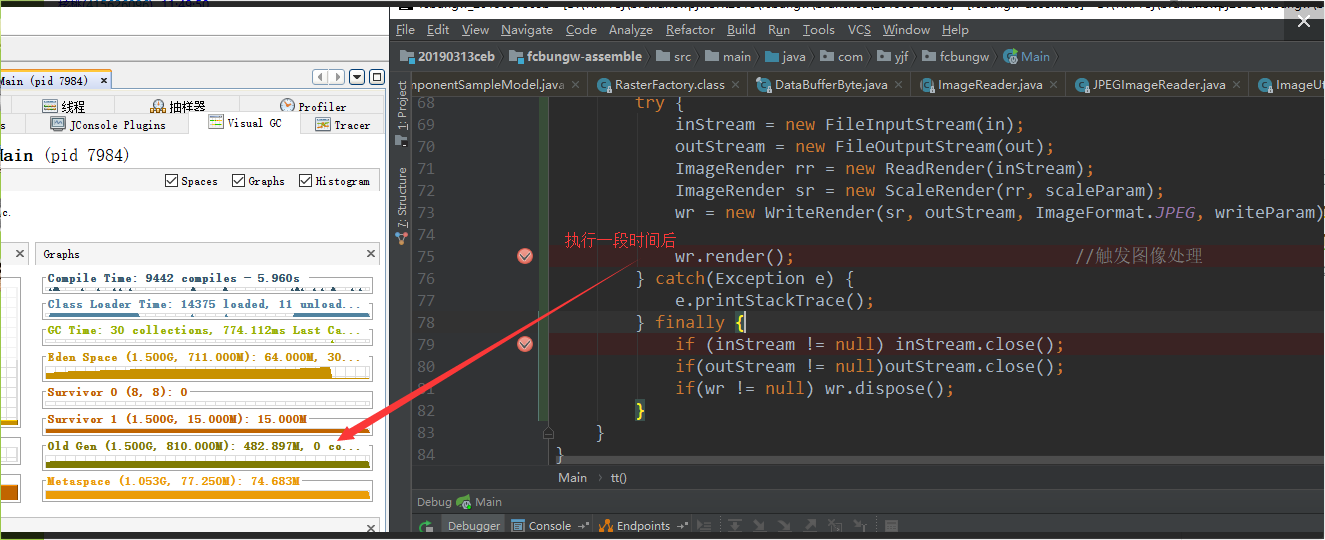 File Edit View Navigate Code Analyze Refactor Build Run Tools VCS Window Help
20190313ceb fcbungw-assemble src main java com yjf fcbungw Main
Main (pid 7984)
mponentSampleModel.java RasterFactory.class DataBufferByte.java ImageReader.java JPEGImageReader.java ImageUt
线程 抽样器 Profiler
s JConsole Plugins Visual GC Tracer
Main (pid 7984)
Spaces Graphs Histogram
c.
Graphs
Compile Time: 9442 compiles - 5.960s
Class Loader Time: 14375 loaded, 11 unload...
GC Time: 30 collections, 774.112ms Last Ca...
Eden Space (1.500G, 711.000M): 64.000M, 30...
Survivor 0 (8, 8): 0
Survivor 1 (1.500G, 15.000M): 15.000M
Old Gen (1.500G, 810.000M): 482.897M, 0 co...
Metaspace (1.053G, 77.250M): 74.683M
1: Project
7: Structure
68 try {
69 inStream = new FileInputStream(in);
70 outStream = new FileOutputStream(out);
71 ImageRender rr = new ReadRender(inStream);
72 ImageRender sr = new ScaleRender(rr, scaleParam);
73 wr = new WriteRender(sr, outStream, ImageFormat.JPEG, writeParam)
74
执行一段时间后
75 wr.render(); //触发图像处理
76 } catch(Exception e) {
77 e.printStackTrace();
78 } finally {
79 if (inStream != null) inStream.close();
80 if(outStream != null)outStream.close();
81 if(wr != null) wr.dispose();
82 }
83 }
84 }
Main tt()
Debug Main
Debugger Console Endpoints